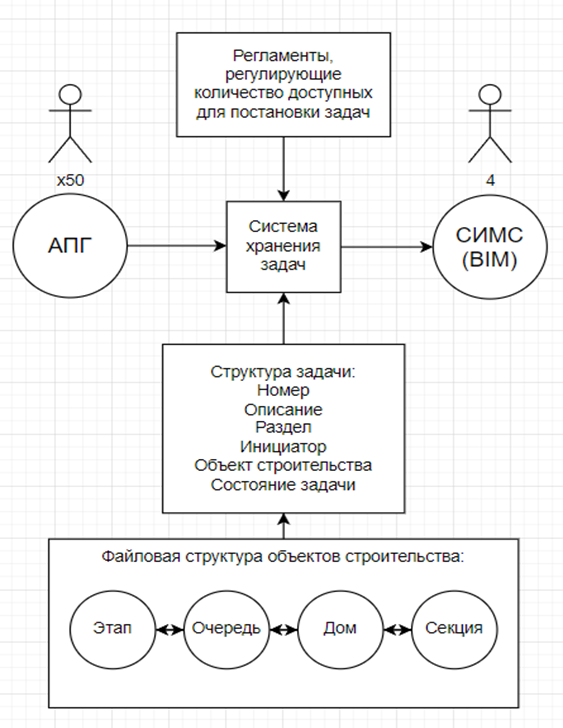 Регламенты,
регулирующие
количество доступных
для постановки задач
x50
4
АПГ
Система
хранения
задач
СИМС
(BIM)
Структура задачи:
Номер
Описание
Раздел
Инициатор
Объект строительства
Состояние задачи
Файловая структура объектов строительства:
Этап
Очередь
Дом
Секция